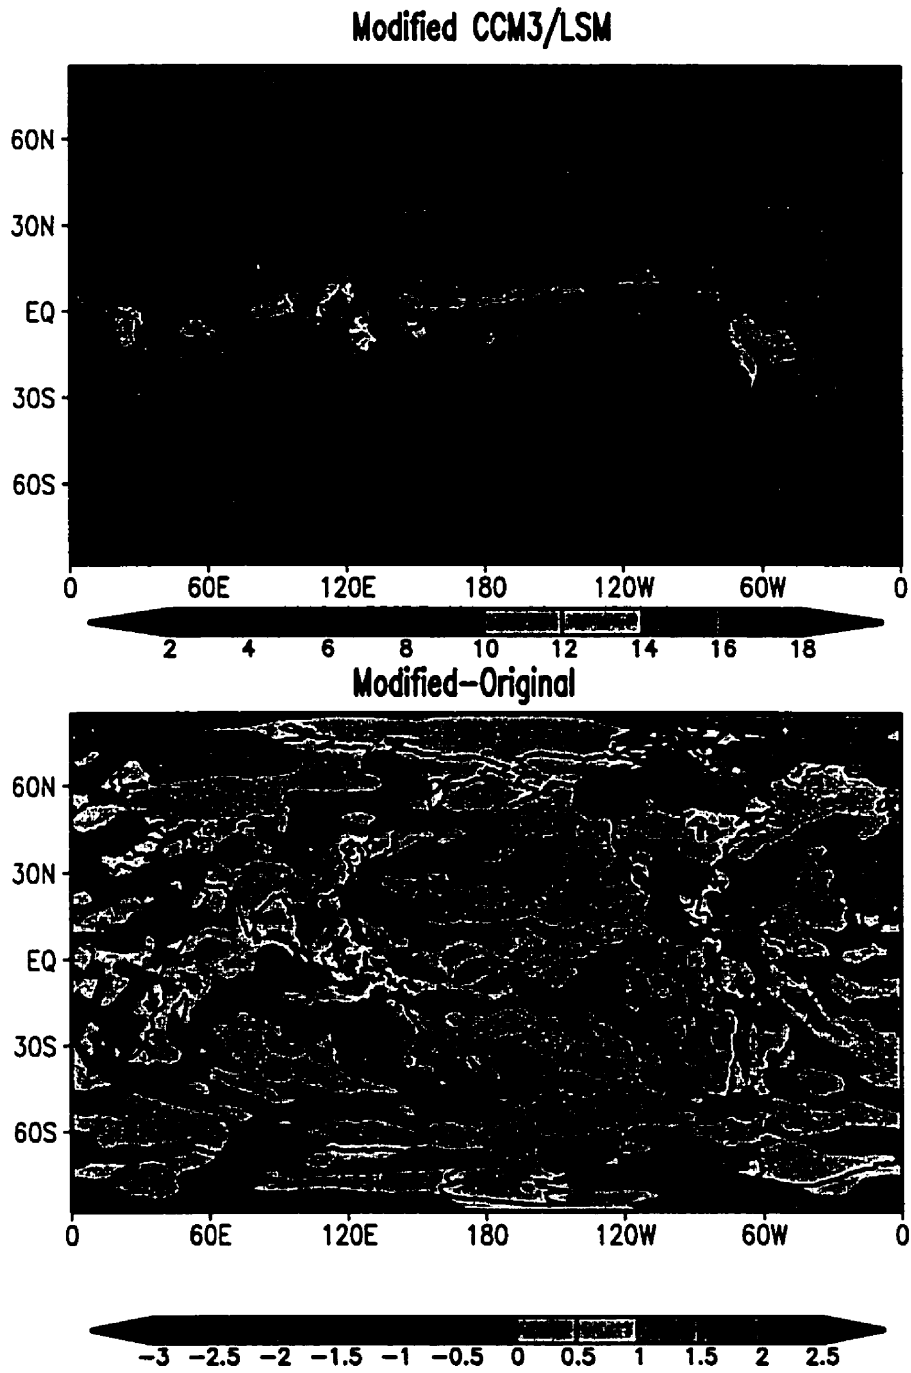 Modified CCM3/LSM
60N
30N
EQ
30S
60S
0 60E 120E 180 120W 60W 0
2 4 6 8 10 12 14 16 18
Modified-Original
60N
30N
EQ
30S
60S
0 60E 120E 180 120W 60W 0
-3 -2.5 -2 -1.5 -1 -0.5 0 0.5 1 1.5 2 2.5